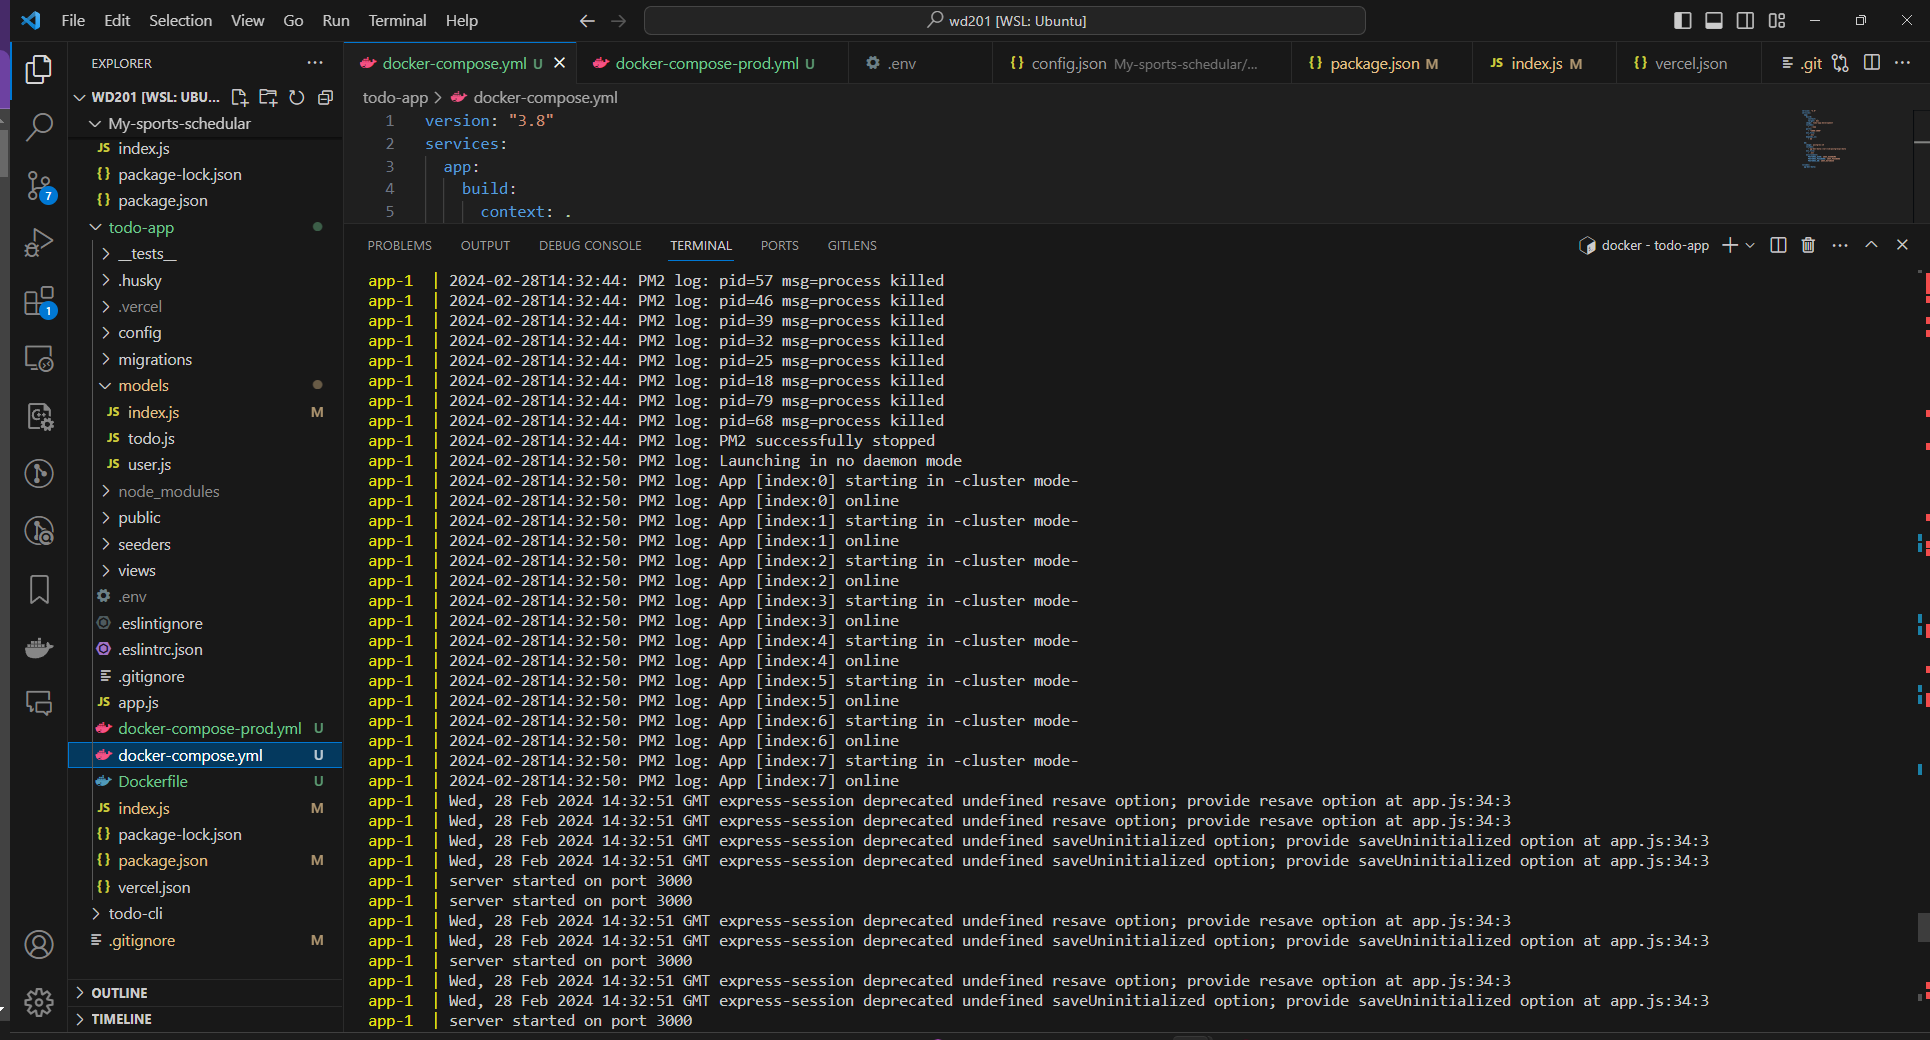 File Edit Selection View Go Run Terminal Help
wd201 [WSL: Ubuntu]
EXPLORER
WD201 [WSL: UBU...
My-sports-schedular
JS index.js
{} package-lock.json
{} package.json
todo-app
__tests__
.husky
.vercel
config
migrations
models
JS index.js M
JS todo.js
JS user.js
node_modules
public
seeders
views
.env
.eslintignore
.eslintrc.json
.gitignore
JS app.js
docker-compose-prod.yml U
docker-compose.yml U
Dockerfile U
JS index.js M
{} package-lock.json
{} package.json M
{} vercel.json
todo-cli
.gitignore M
OUTLINE
TIMELINE
7
1
docker-compose.yml U docker-compose-prod.yml U .env {} config.json My-sports-schedular/... {} package.json M JS index.js M {} vercel.json .git
todo-app > docker-compose.yml
1 version: "3.8"
2 services:
3 app:
4 build:
5 context: .
PROBLEMS OUTPUT DEBUG CONSOLE TERMINAL PORTS GITLENS
docker - todo-app
app-1 | 2024-02-28T14:32:44: PM2 log: pid=57 msg=process killed
app-1 | 2024-02-28T14:32:44: PM2 log: pid=46 msg=process killed
app-1 | 2024-02-28T14:32:44: PM2 log: pid=39 msg=process killed
app-1 | 2024-02-28T14:32:44: PM2 log: pid=32 msg=process killed
app-1 | 2024-02-28T14:32:44: PM2 log: pid=25 msg=process killed
app-1 | 2024-02-28T14:32:44: PM2 log: pid=18 msg=process killed
app-1 | 2024-02-28T14:32:44: PM2 log: pid=79 msg=process killed
app-1 | 2024-02-28T14:32:44: PM2 log: pid=68 msg=process killed
app-1 | 2024-02-28T14:32:44: PM2 log: PM2 successfully stopped
app-1 | 2024-02-28T14:32:50: PM2 log: Launching in no daemon mode
app-1 | 2024-02-28T14:32:50: PM2 log: App [index:0] starting in -cluster mode-
app-1 | 2024-02-28T14:32:50: PM2 log: App [index:0] online
app-1 | 2024-02-28T14:32:50: PM2 log: App [index:1] starting in -cluster mode-
app-1 | 2024-02-28T14:32:50: PM2 log: App [index:1] online
app-1 | 2024-02-28T14:32:50: PM2 log: App [index:2] starting in -cluster mode-
app-1 | 2024-02-28T14:32:50: PM2 log: App [index:2] online
app-1 | 2024-02-28T14:32:50: PM2 log: App [index:3] starting in -cluster mode-
app-1 | 2024-02-28T14:32:50: PM2 log: App [index:3] online
app-1 | 2024-02-28T14:32:50: PM2 log: App [index:4] starting in -cluster mode-
app-1 | 2024-02-28T14:32:50: PM2 log: App [index:4] online
app-1 | 2024-02-28T14:32:50: PM2 log: App [index:5] starting in -cluster mode-
app-1 | 2024-02-28T14:32:50: PM2 log: App [index:5] online
app-1 | 2024-02-28T14:32:50: PM2 log: App [index:6] starting in -cluster mode-
app-1 | 2024-02-28T14:32:50: PM2 log: App [index:6] online
app-1 | 2024-02-28T14:32:50: PM2 log: App [index:7] starting in -cluster mode-
app-1 | 2024-02-28T14:32:50: PM2 log: App [index:7] online
app-1 | Wed, 28 Feb 2024 14:32:51 GMT express-session deprecated undefined resave option; provide resave option at app.js:34:3
app-1 | Wed, 28 Feb 2024 14:32:51 GMT express-session deprecated undefined resave option; provide resave option at app.js:34:3
app-1 | Wed, 28 Feb 2024 14:32:51 GMT express-session deprecated undefined saveUninitialized option; provide saveUninitialized option at app.js:34:3
app-1 | Wed, 28 Feb 2024 14:32:51 GMT express-session deprecated undefined saveUninitialized option; provide saveUninitialized option at app.js:34:3
app-1 | server started on port 3000
app-1 | server started on port 3000
app-1 | Wed, 28 Feb 2024 14:32:51 GMT express-session deprecated undefined resave option; provide resave option at app.js:34:3
app-1 | Wed, 28 Feb 2024 14:32:51 GMT express-session deprecated undefined saveUninitialized option; provide saveUninitialized option at app.js:34:3
app-1 | server started on port 3000
app-1 | Wed, 28 Feb 2024 14:32:51 GMT express-session deprecated undefined resave option; provide resave option at app.js:34:3
app-1 | Wed, 28 Feb 2024 14:32:51 GMT express-session deprecated undefined saveUninitialized option; provide saveUninitialized option at app.js:34:3
app-1 | server started on port 3000